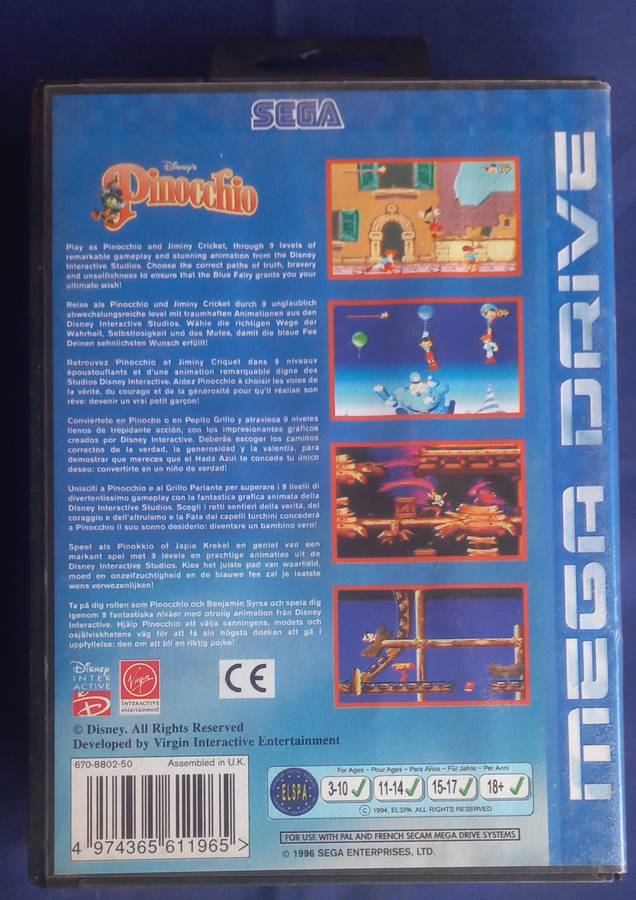 SEGA
Disney's
Pinocchio
Play as Pinocchio and Jiminy Cricket, through 9 levels of
remarkable gameplay and stunning animation from the Disney
Interactive Studios. Choose the correct paths of truth, bravery
and unselfishness to ensure that the Blue Fairy grants you your
ultimate wish!
Reise als Pinocchio und Jiminy Cricket durch 9 unglaublich
abwechslungsreiche level mit traumhaften Animationen aus den
Disney Interactive Studios. Wähle die richtigen Wege der
Wahrheit, Selbstlosigkeit und des Mutes, damit die blaue Fee
Deinen sehnlichsten Wunsch erfüllt!
Retrouvez Pinocchio et Jiminy Criquet dans 9 niveaux
époustouflants et d'une animation remarquable digne des
Studios Disney Interactive. Aidez Pinocchio à choisir les voies de
la vérité, du courage et de la générosité pour qu'il réalise son
rêve: devenir un vrai petit garçon!
Conviértete en Pinocho o en Pepito Grillo y atraviesa 9 niveles
llenos de trepidante acción, con los impresionantes gráficos
creados por Disney Interactive. Deberás escoger los caminos
correctos de la verdad, la generosidad y la valentía, para
demostrar que mereces que el Hada Azul te conceda tu único
deseo: convertirte en un niño de verdad!
Unisciti a Pinocchio e al Grillo Parlante per superare i 9 livelli di
divertentissimo gameplay con la fantastica grafica animata della
Disney Interactive Studios. Scegli i retti sentieri della verità, del
coraggio e dell'altruismo e la Fata dai capelli turchini concederà
a Pinocchio il suo sonno desiderio: diventare un bambino vero!
Speel als Pinokkio of Japie Krekel en geniet van een
markant spel met 9 levels en prachtige animaties uit de
Disney Interactive Studios. Kies het juiste pad van waarheid,
moed en onzelfzuchtigheid en de blauwe fee zal je laatste
wens verwezenlijken!
Ta på dig rollen som Pinocchio och Benjamin Syrsa och spela dig
igenom 9 fantastiska nivåer med otrolig animation från Disney
Interactive. Hjälp Pinocchio att välja sanningens, modets och
osjälviskhetens väg för att få sin högsta önskan att gå i
uppfyllelse: den om att bli en riktig pojke!
Disney
INTER
ACTIVE
D
Virgin
INTERACTIVE
entertainment
CE
© Disney. All Rights Reserved
Developed by Virgin Interactive Entertainment
670-8802-50 Assembled in U.K.
4 974365 611965 >
For Ages – Pour Ages – Para Años – Für Jahre – Per Anni
ELSPA
3-10 11-14 15-17 18+
© 1994, ELSPA. ALL RIGHTS RESERVED
FOR USE WITH PAL AND FRENCH SECAM MEGA DRIVE SYSTEMS
© 1996 SEGA ENTERPRISES, LTD.
MEGA DRIVE